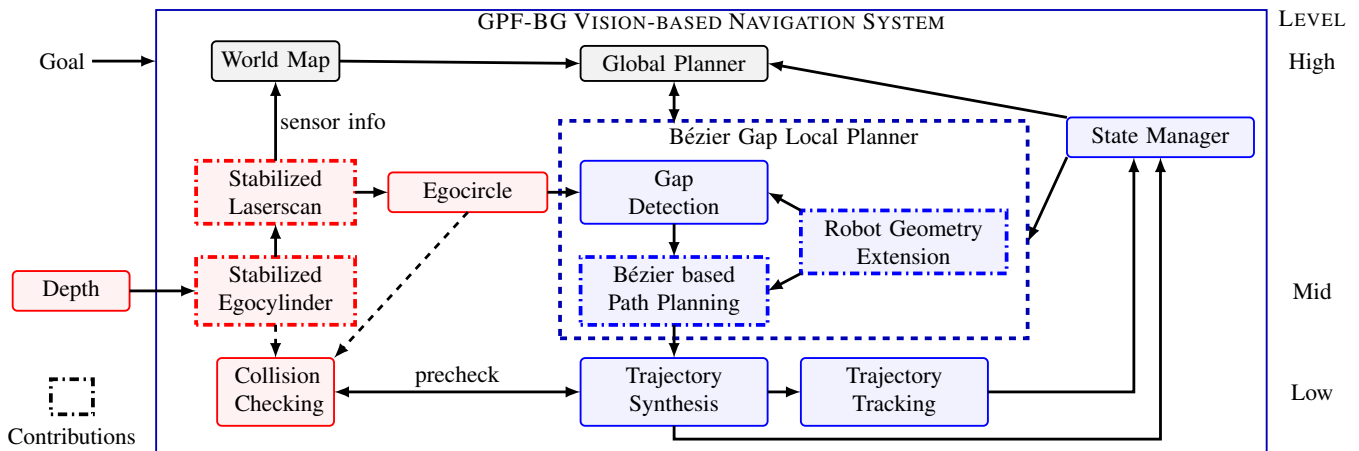 GPF-BG VISION-BASED NAVIGATION SYSTEM
LEVEL
Goal
World Map
Global Planner
High
sensor info
Bézier Gap Local Planner
State Manager
Stabilized
Laserscan
Egocircle
Gap
Detection
Robot Geometry
Extension
Depth
Stabilized
Egocylinder
Bézier based
Path Planning
Mid
Collision
Checking
precheck
Trajectory
Synthesis
Trajectory
Tracking
Low
Contributions